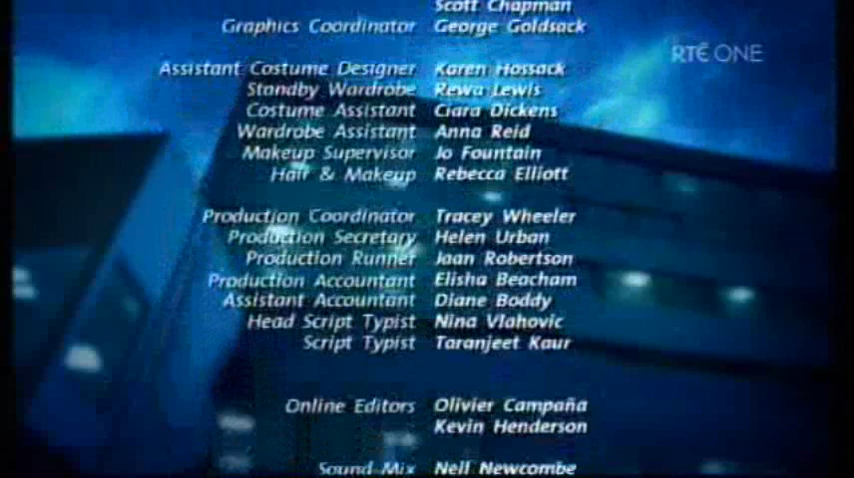 Scott Chapman
Graphics Coordinator George Goldsack
RTÉ ONE
Assistant Costume Designer Karen Hossack
Standby Wardrobe Rewa Lewis
Costume Assistant Ciara Dickens
Wardrobe Assistant Anna Reid
Makeup Supervisor Jo Fountain
Hair & Makeup Rebecca Elliott
Production Coordinator Tracey Wheeler
Production Secretary Helen Urban
Production Runner Joan Robertson
Production Accountant Elisha Beacham
Assistant Accountant Diane Boddy
Head Script Typist Nina Vlahovic
Script Typist Taranjeet Kaur
Online Editors Olivier Campaña
Kevin Henderson
Sound Mix Neil Newcombe